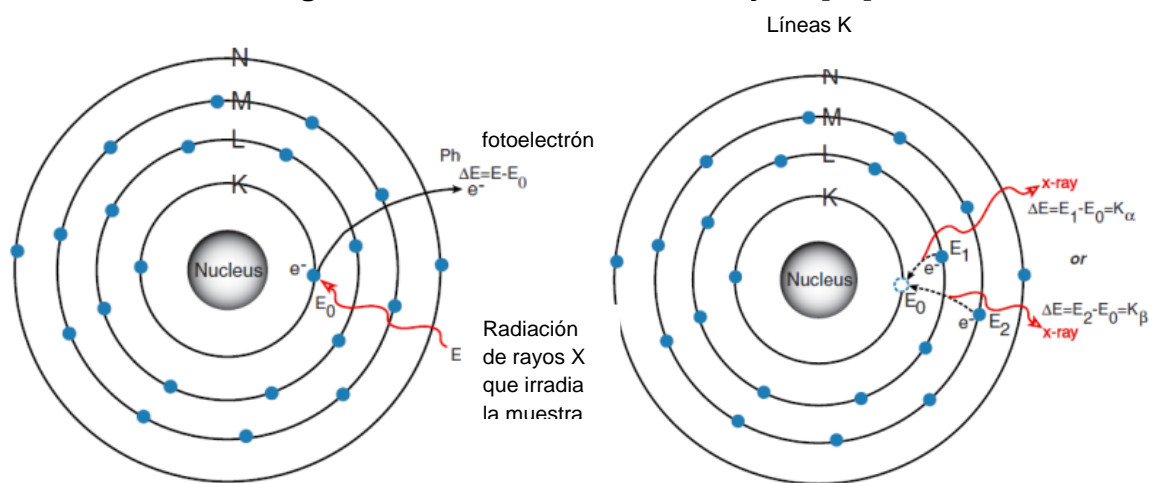 Líneas K
N
M
L
K
Nucleus
e-
E0
E
Ph
fotoelectrón
ΔE=E-E0
e-
Radiación
de rayos X
que irradia
la muestra
N
M
L
K
Nucleus
x-ray
ΔE=E1-E0=Kα
or
E1
e-
E0
ΔE=E2-E0=Kβ
e-
E2
x-ray